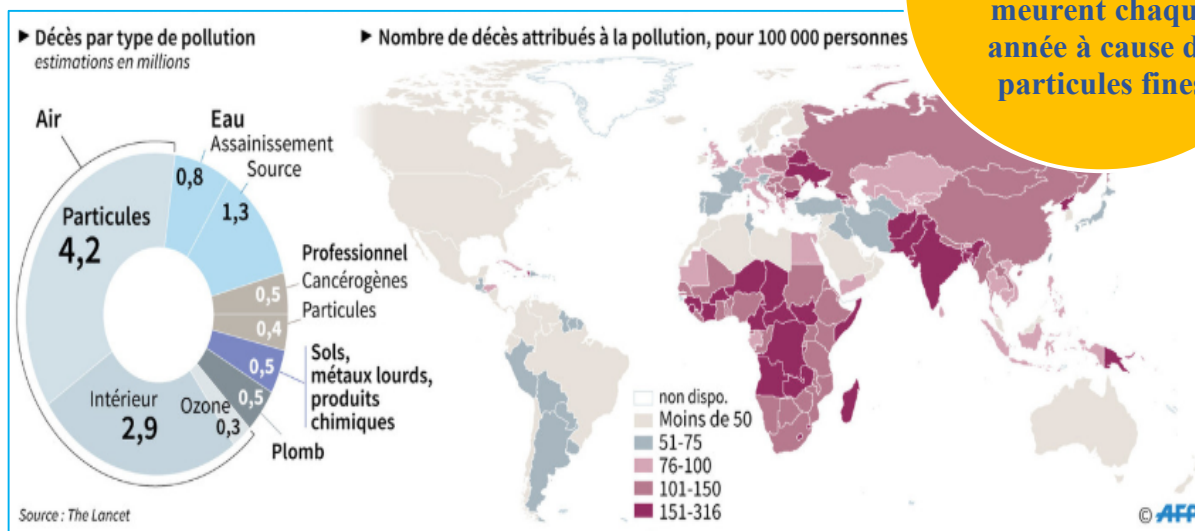 meurent chaque
année à cause
particules fines
▶ Décès par type de pollution
estimations en millions
Air
Particules
4,2
Intérieur
2,9
Ozone
0,3
Eau
Assainissement
0,8
Source
1,3
Professionnel
Cancérogènes
0,5
Particules
0,4
Sols,
métaux lourds,
produits
chimiques
0,5
Plomb
0,5
Source : The Lancet
▶ Nombre de décès attribués à la pollution, pour 100 000 personnes
non dispo.
Moins de 50
51-75
76-100
101-150
151-316
© AFP